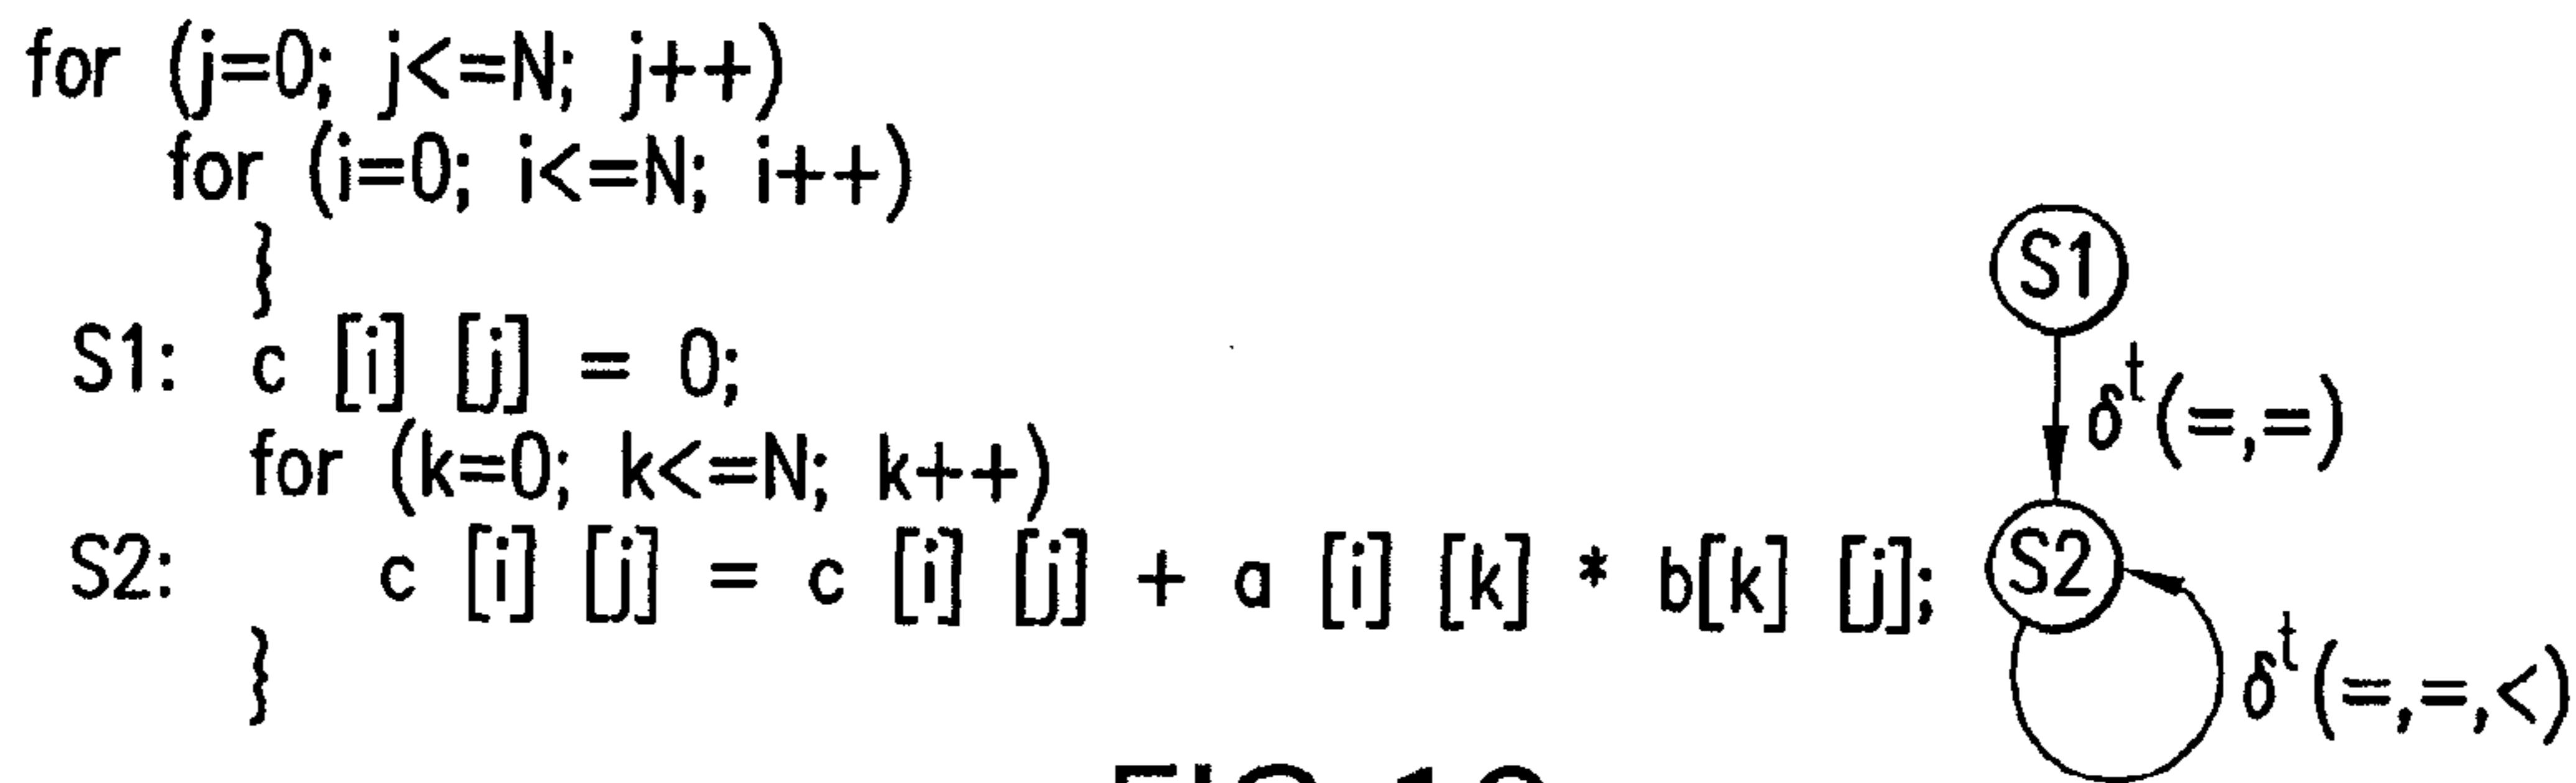 for (j=0; j<=N; j++)
for (i=0; i<=N; i++)
}
S1: c [i] [j] = 0;
for (k=0; k<=N; k++)
S2: c [i] [j] = c [i] [j] + a [i] [k] * b[k] [j];
}
S1
δᵗ(=,=)
S2
δᵗ(=,=,<)